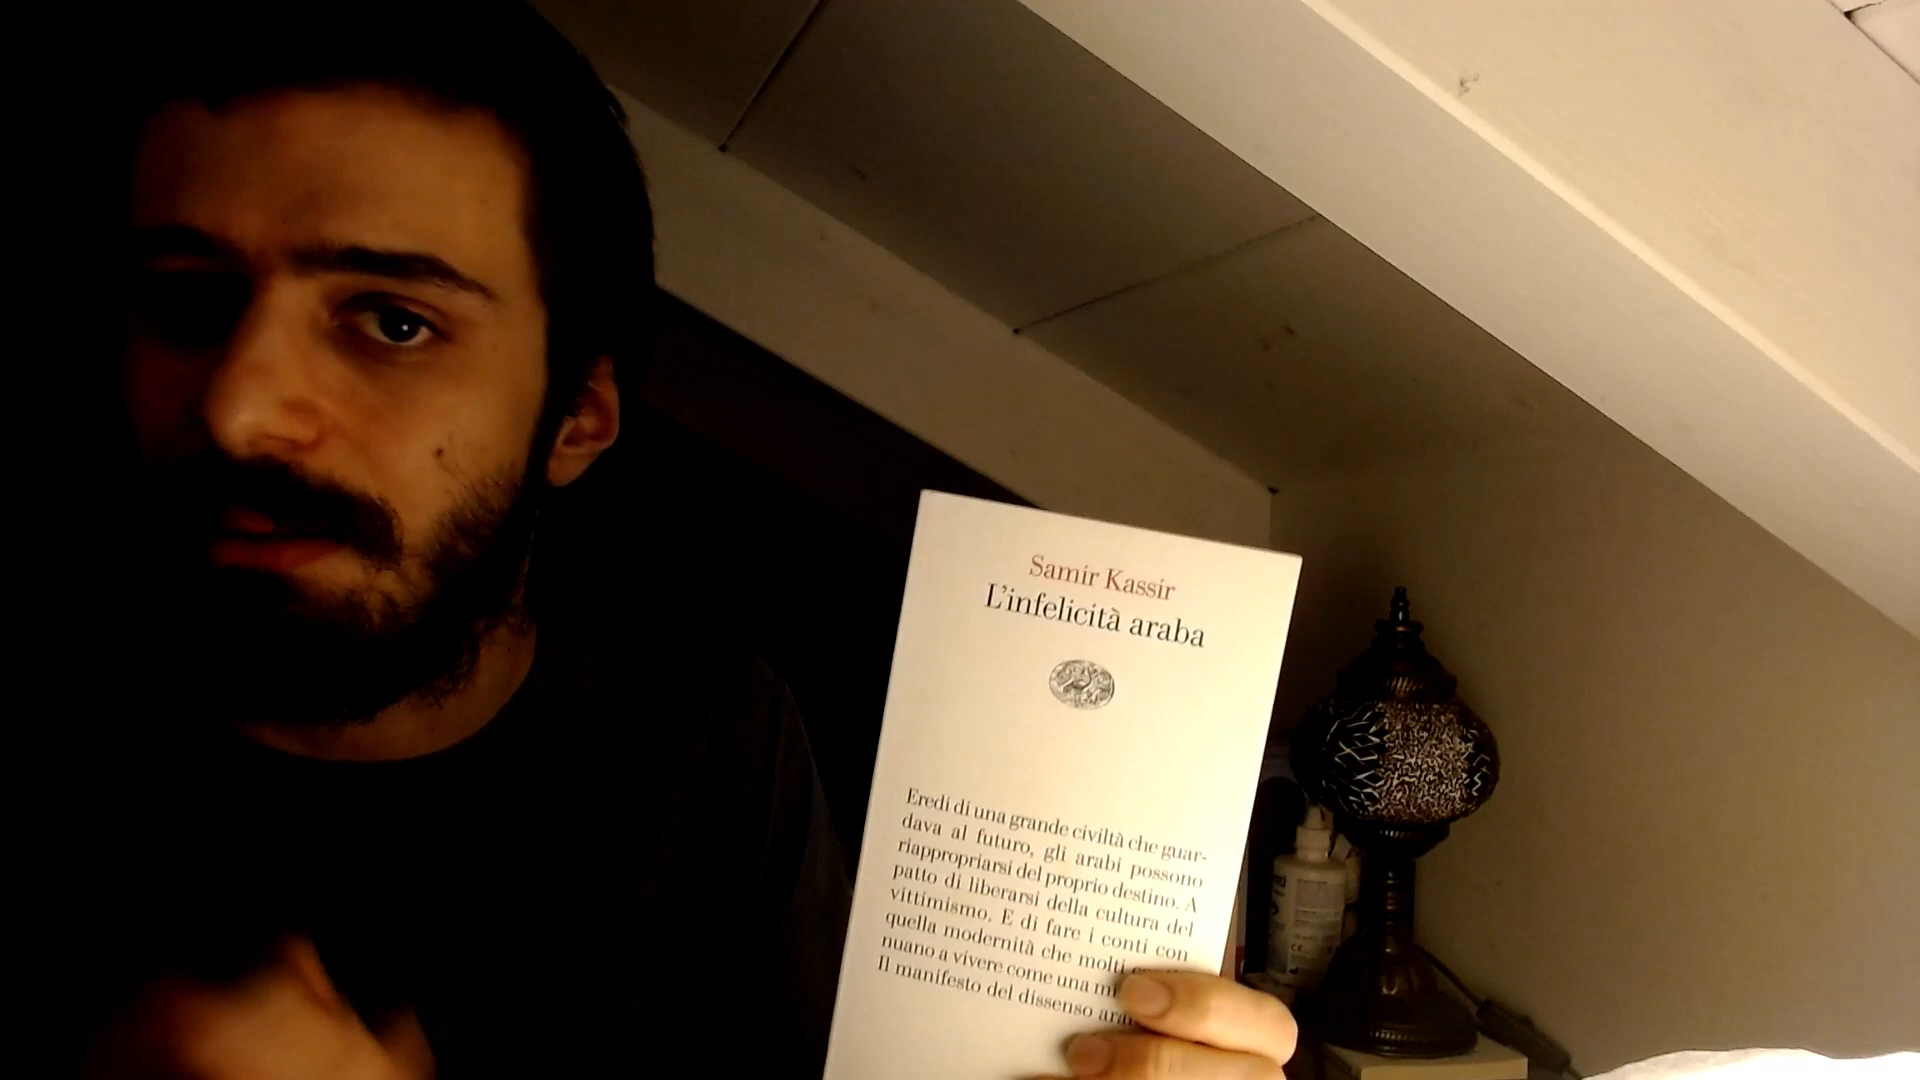 Samir Kassir
L'infelicità araba
Eredi di una grande civiltà che guar-
dava al futuro, gli arabi possono
riappropriarsi del proprio destino. A
patto di liberarsi della cultura del
vittimismo. E di fare i conti con
quella modernità che molti
nuano a vivere come una
Il manifesto del dissenso